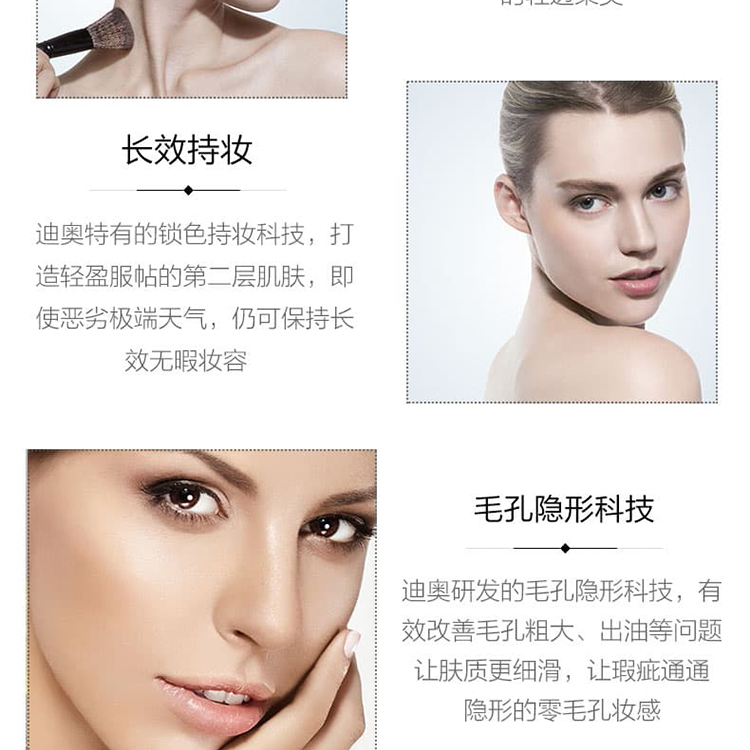 长效持妆
迪奥特有的锁色持妆科技，打
造轻盈服帖的第二层肌肤，即
使恶劣极端天气，仍可保持长
效无暇妆容
毛孔隐形科技
迪奥研发的毛孔隐形科技，有
效改善毛孔粗大、出油等问题
让肤质更细滑，让瑕疵通通
隐形的零毛孔妆感